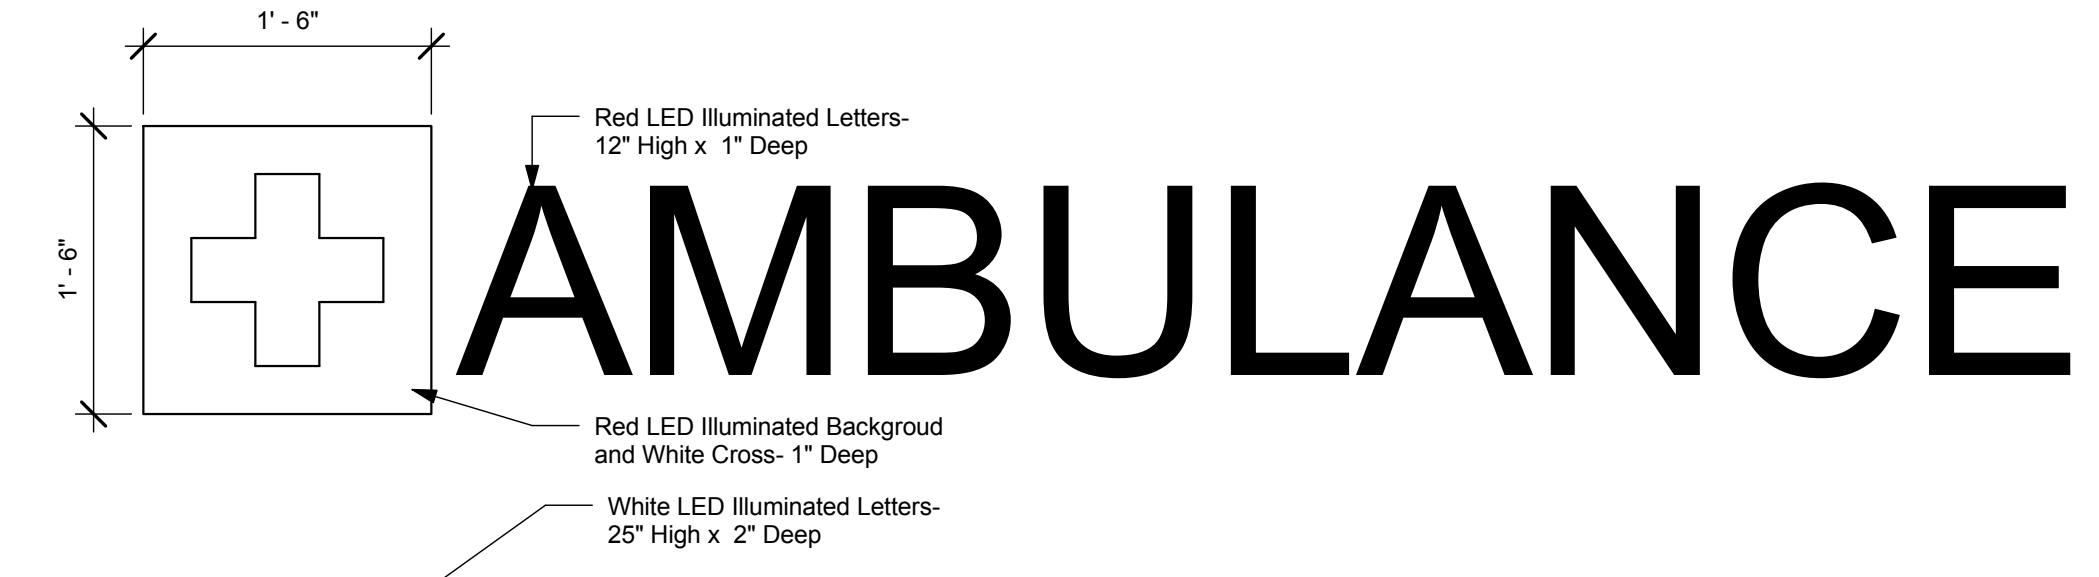 1' - 6"
Red LED Illuminated Letters-
12" High x  1" Deep
1' - 6"
AMBULANCE
Red LED Illuminated Backgroud
and White Cross- 1" Deep
White LED Illuminated Letters-
25" High x  2" Deep